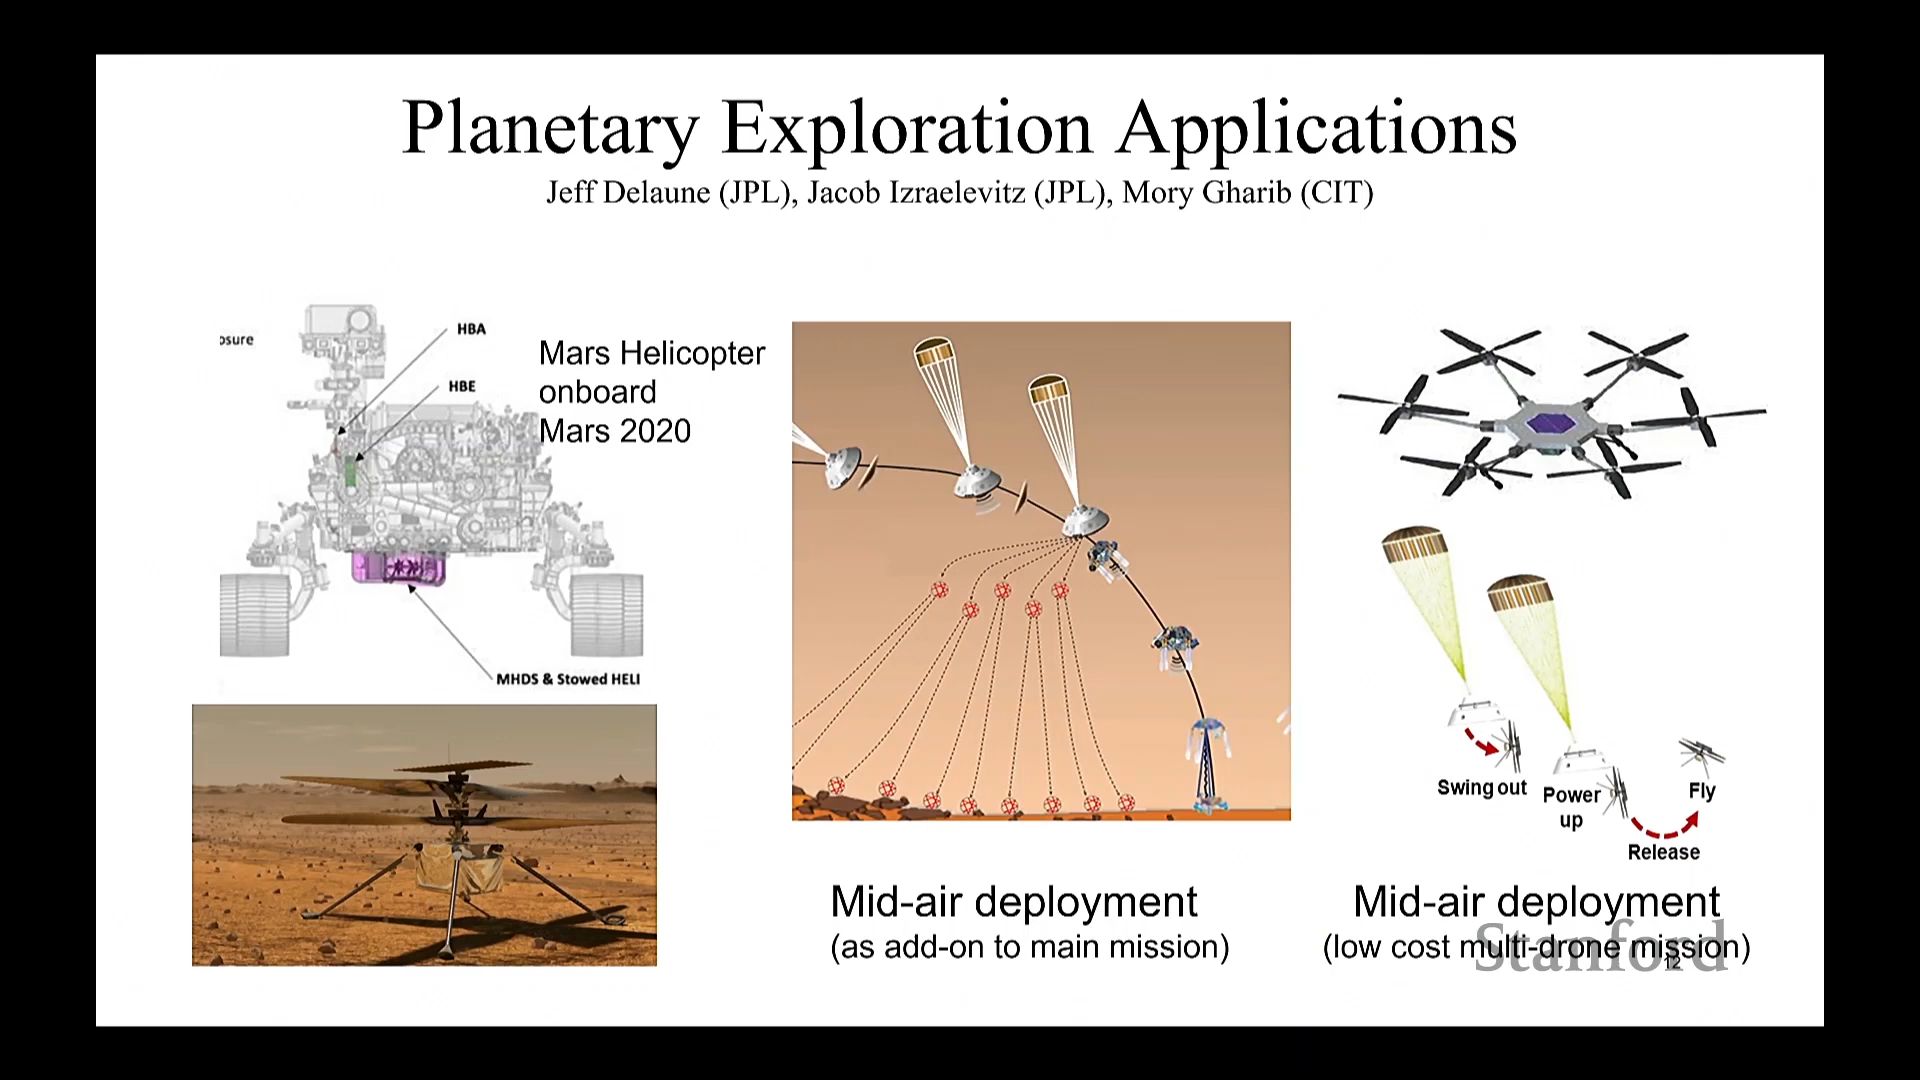 Planetary Exploration Applications
Jeff Delaune (JPL), Jacob Izraelevitz (JPL), Mory Gharib (CIT)
osure
HBA
HBE
Mars Helicopter
onboard
Mars 2020
MHDS & Stowed HELI
Swing out
Power
up
Fly
Release
Mid-air deployment
(as add-on to main mission)
Mid-air deployment
(low cost multi-drone mission)
Stanford
12